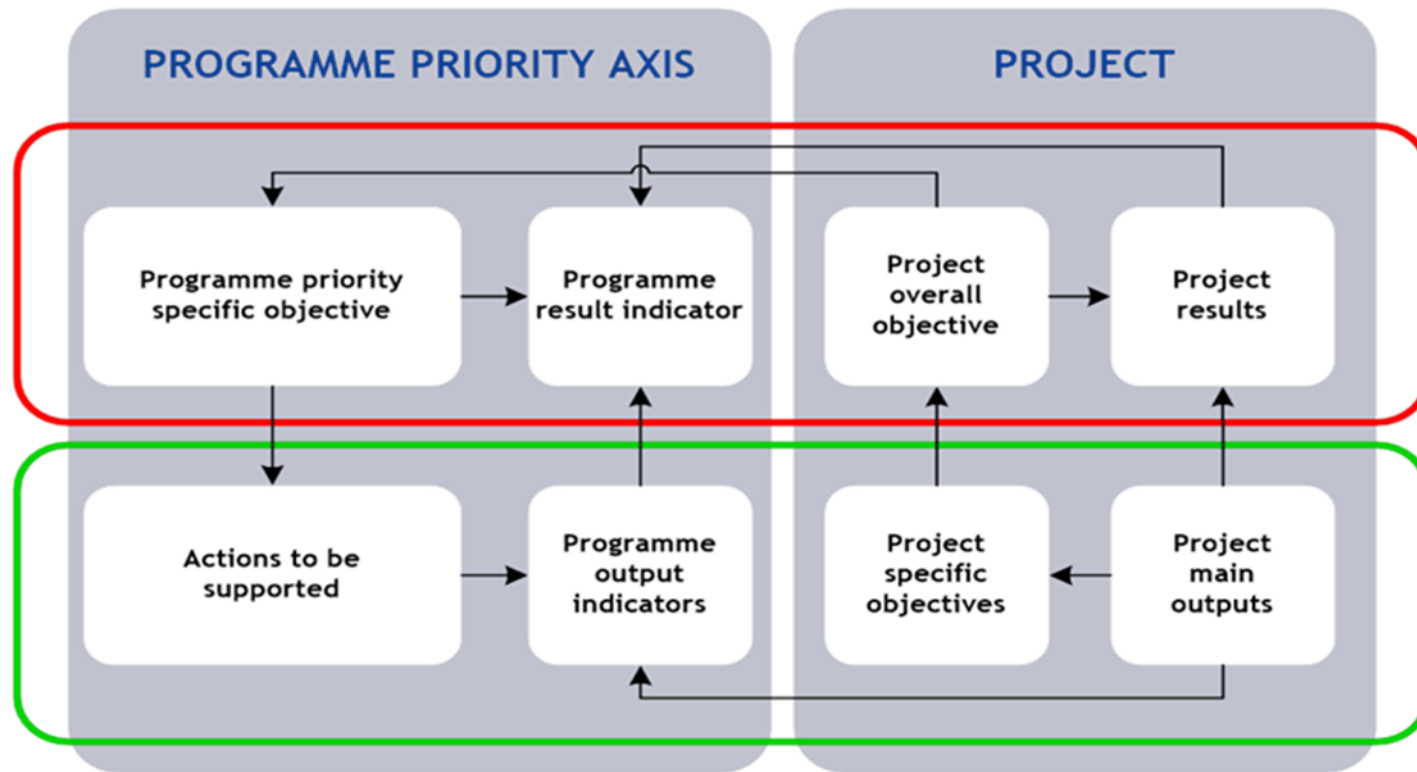 PROGRAMME PRIORITY AXIS
PROJECT
Programme priority
specific objective
Programme
result indicator
Project
overall
objective
Project
results
Actions to be
supported
Programme
output
indicators
Project
specific
objectives
Project
main
outputs